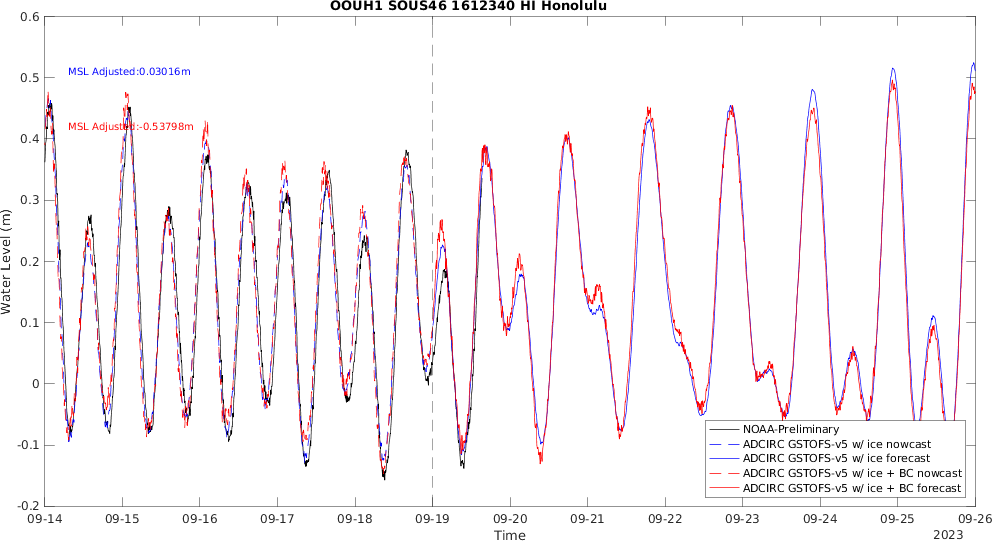 OOUH1 SOUS46 1612340 HI Honolulu
0.6
0.5
0.4
0.3
0.2
0.1
0
-0.1
-0.2
Water Level (m)
MSL Adjusted:0.03016m
MSL Adjusted:-0.53798m
NOAA-Preliminary
ADCIRC GSTOFS-v5 w/ ice nowcast
ADCIRC GSTOFS-v5 w/ ice forecast
ADCIRC GSTOFS-v5 w/ ice + BC nowcast
ADCIRC GSTOFS-v5 w/ ice + BC forecast
09-14 09-15 09-16 09-17 09-18 09-19 09-20 09-21 09-22 09-23 09-24 09-25 09-26
Time
2023